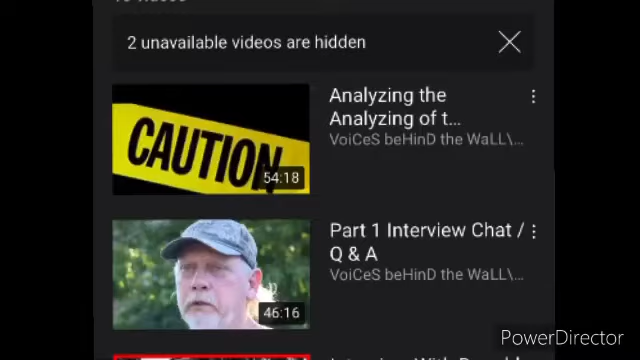 2 unavailable videos are hidden
Analyzing the
Analyzing of t...
VoiCeS beHinD the WaLL\...
CAUTION
54:18
Part 1 Interview Chat /
Q & A
VoiCeS beHinD the WaLL\...
46:16
PowerDirector